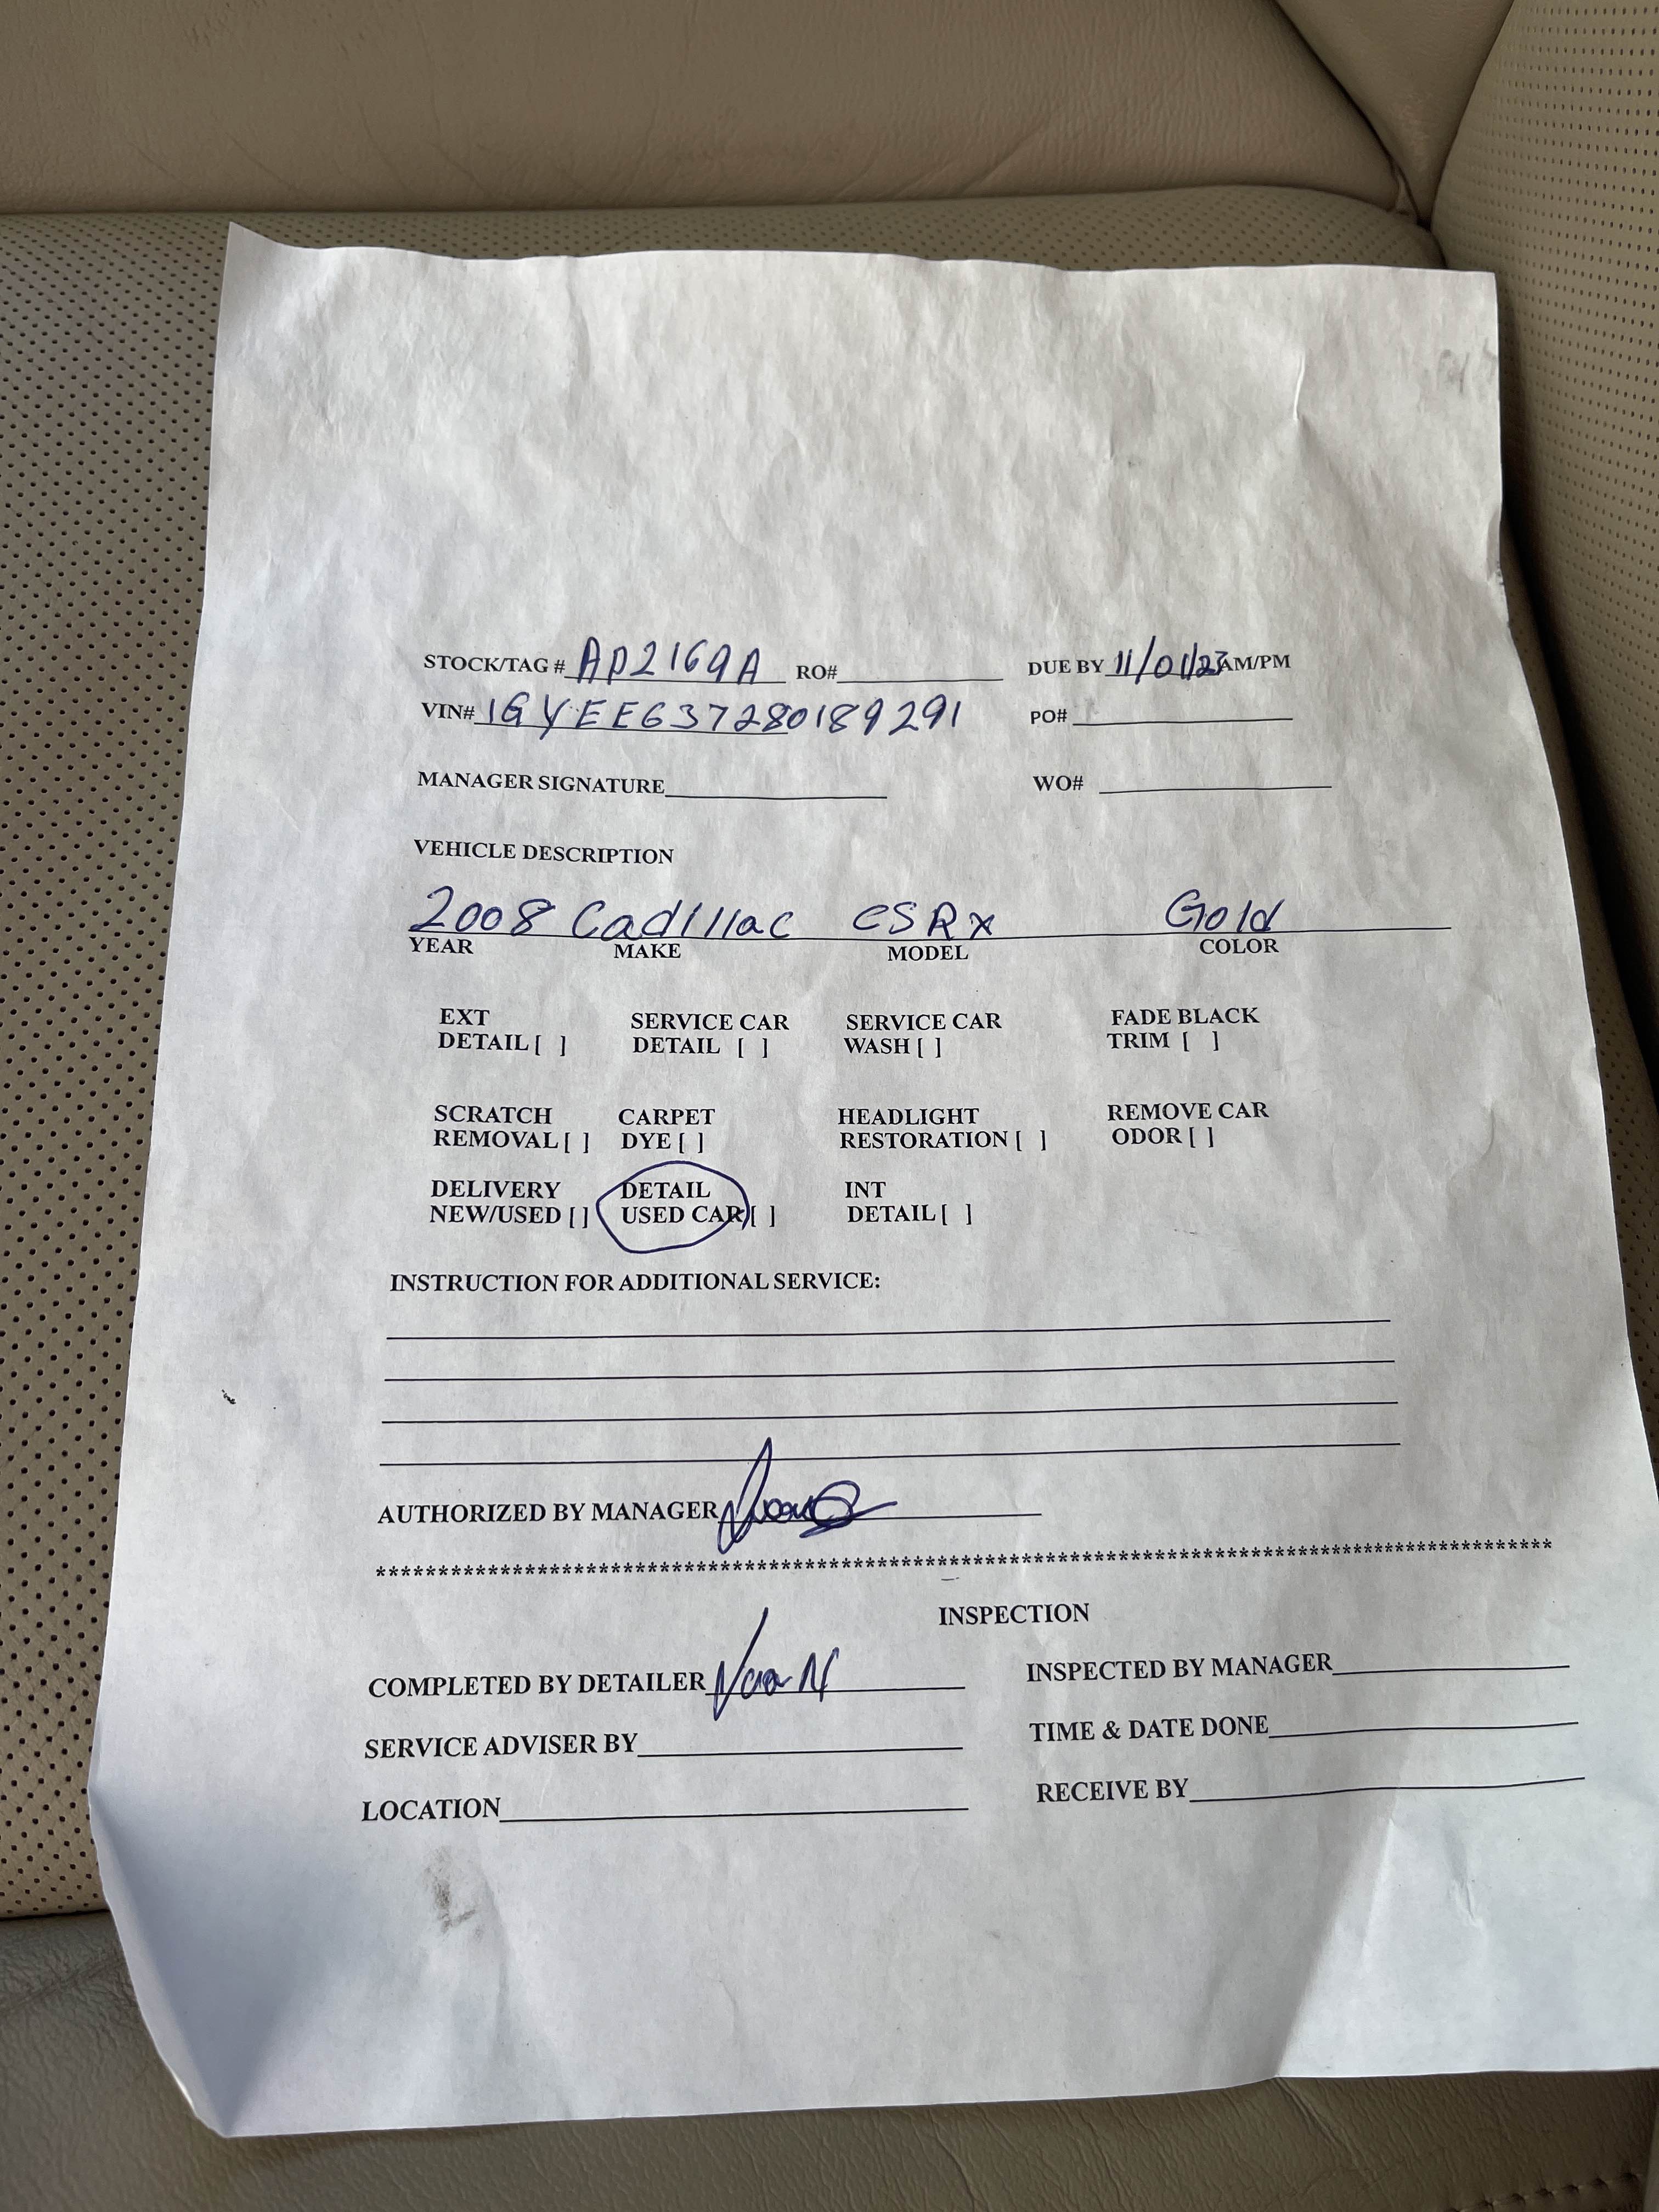 STOCK/TAG # AP2169A RO# DUE BY 11/01/23 AM/PM
VIN# 1GYEE637280189291 PO#
MANAGER SIGNATURE WO#
VEHICLE DESCRIPTION
2008 Cadillac CSRX Gold
YEAR MAKE MODEL COLOR
EXT SERVICE CAR SERVICE CAR FADE BLACK
DETAIL [ ] DETAIL [ ] WASH [ ] TRIM [ ]
SCRATCH CARPET HEADLIGHT REMOVE CAR
REMOVAL [ ] DYE [ ] RESTORATION [ ] ODOR [ ]
DELIVERY DETAIL INT
NEW/USED [ ] USED CAR [ ] DETAIL [ ]
INSTRUCTION FOR ADDITIONAL SERVICE:
AUTHORIZED BY MANAGER
INSPECTION
COMPLETED BY DETAILER INSPECTED BY MANAGER
SERVICE ADVISER BY TIME & DATE DONE
LOCATION RECEIVE BY